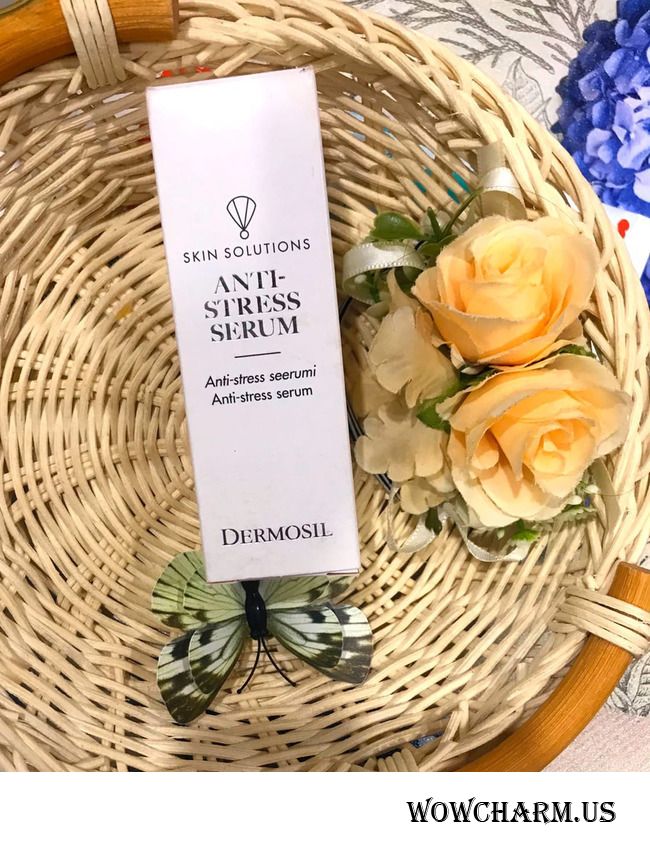 SKIN SOLUTIONS
ANTI-
STRESS
SERUM
Anti-stress seerumi
Anti-stress serum
DERMOSIL
WOWCHARM.US